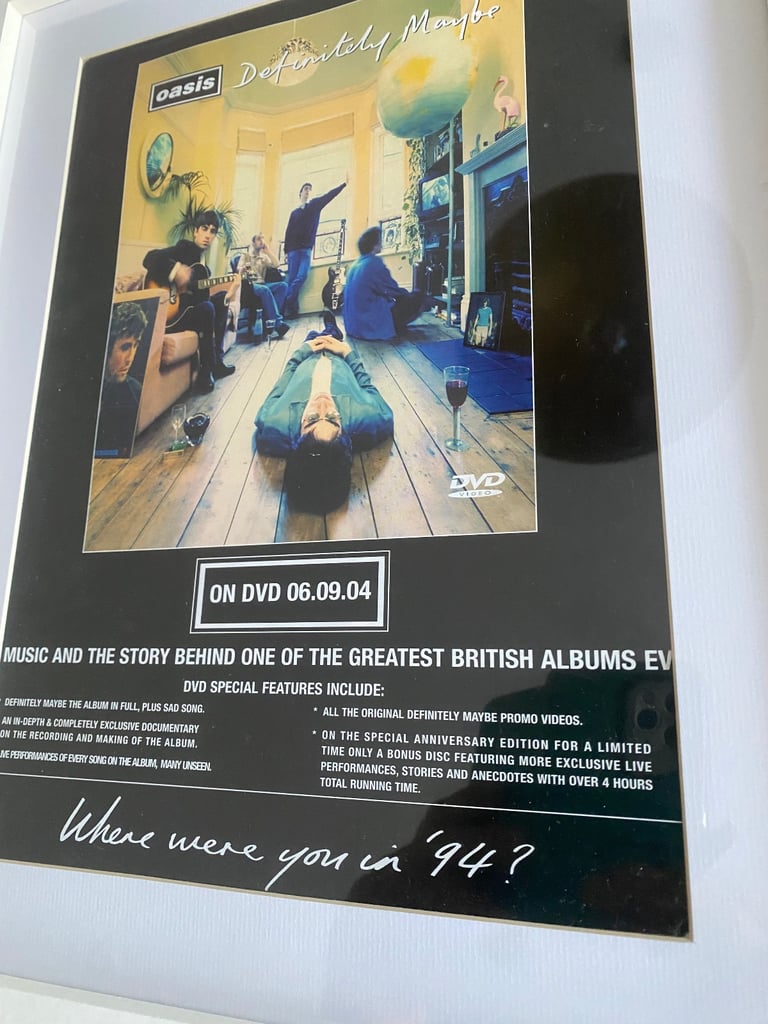 oasis Definitely Maybe
DVD
VIDEO
ON DVD 06.09.04
MUSIC AND THE STORY BEHIND ONE OF THE GREATEST BRITISH ALBUMS EV
DVD SPECIAL FEATURES INCLUDE:
* DEFINITELY MAYBE THE ALBUM IN FULL, PLUS SAD SONG.
AN IN-DEPTH & COMPLETELY EXCLUSIVE DOCUMENTARY
ON THE RECORDING AND MAKING OF THE ALBUM.
IVE PERFORMANCES OF EVERY SONG ON THE ALBUM, MANY UNSEEN.
* ALL THE ORIGINAL DEFINITELY MAYBE PROMO VIDEOS.
* ON THE SPECIAL ANNIVERSARY EDITION FOR A LIMITED
TIME ONLY A BONUS DISC FEATURING MORE EXCLUSIVE LIVE
PERFORMANCES, STORIES AND ANECDOTES WITH OVER 4 HOURS
TOTAL RUNNING TIME.
Where were you in '94?